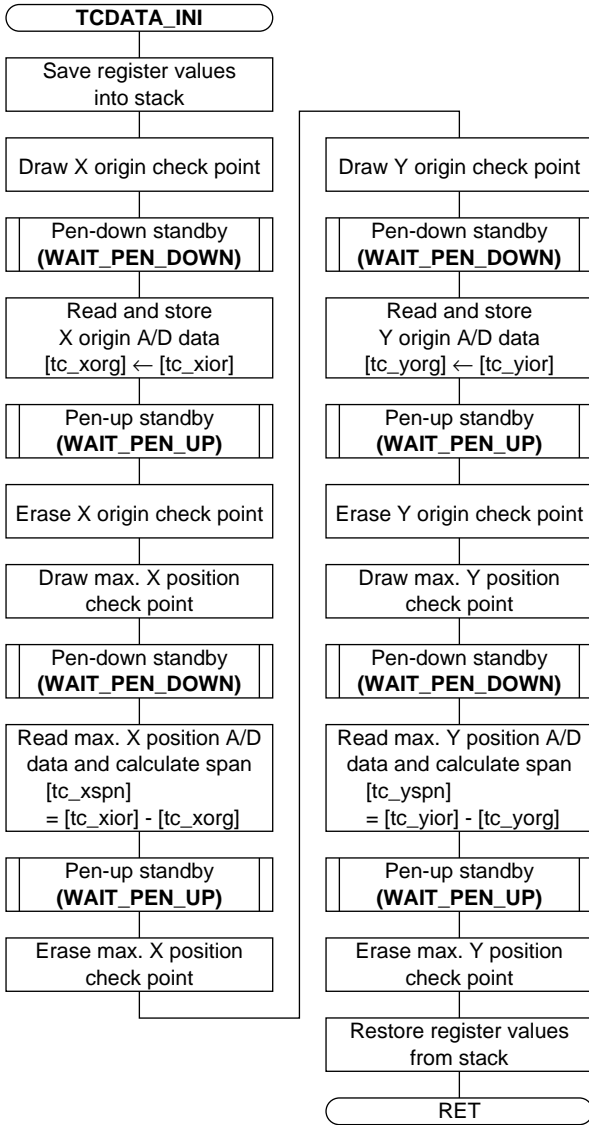 TCDATA_INI
Save register values
into stack
Draw X origin check point
Pen-down standby
(WAIT_PEN_DOWN)
Read and store
X origin A/D data
[tc_xorg] ← [tc_xior]
Pen-up standby
(WAIT_PEN_UP)
Erase X origin check point
Draw max. X position
check point
Pen-down standby
(WAIT_PEN_DOWN)
Read max. X position A/D
data and calculate span
[tc_xspn]
= [tc_xior] - [tc_xorg]
Pen-up standby
(WAIT_PEN_UP)
Erase max. X position
check point
Draw Y origin check point
Pen-down standby
(WAIT_PEN_DOWN)
Read and store
Y origin A/D data
[tc_yorg] ← [tc_yior]
Pen-up standby
(WAIT_PEN_UP)
Erase Y origin check point
Draw max. Y position
check point
Pen-down standby
(WAIT_PEN_DOWN)
Read max. Y position A/D
data and calculate span
[tc_yspn]
= [tc_yior] - [tc_yorg]
Pen-up standby
(WAIT_PEN_UP)
Erase max. Y position
check point
Restore register values
from stack
RET